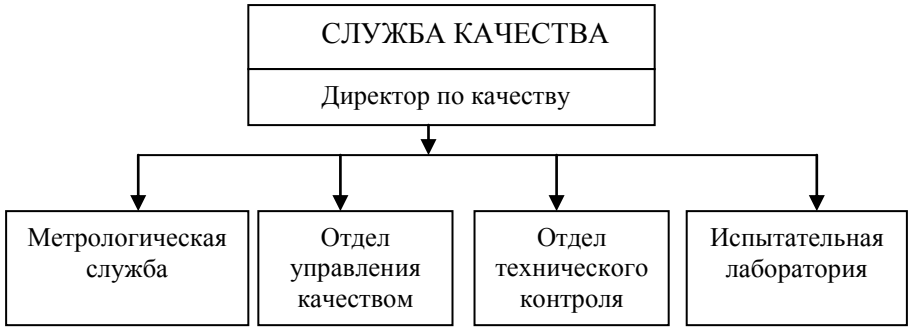 СЛУЖБА КАЧЕСТВА
Директор по качеству
Метрологическая
служба
Отдел
управления
качеством
Отдел
технического
контроля
Испытательная
лаборатория